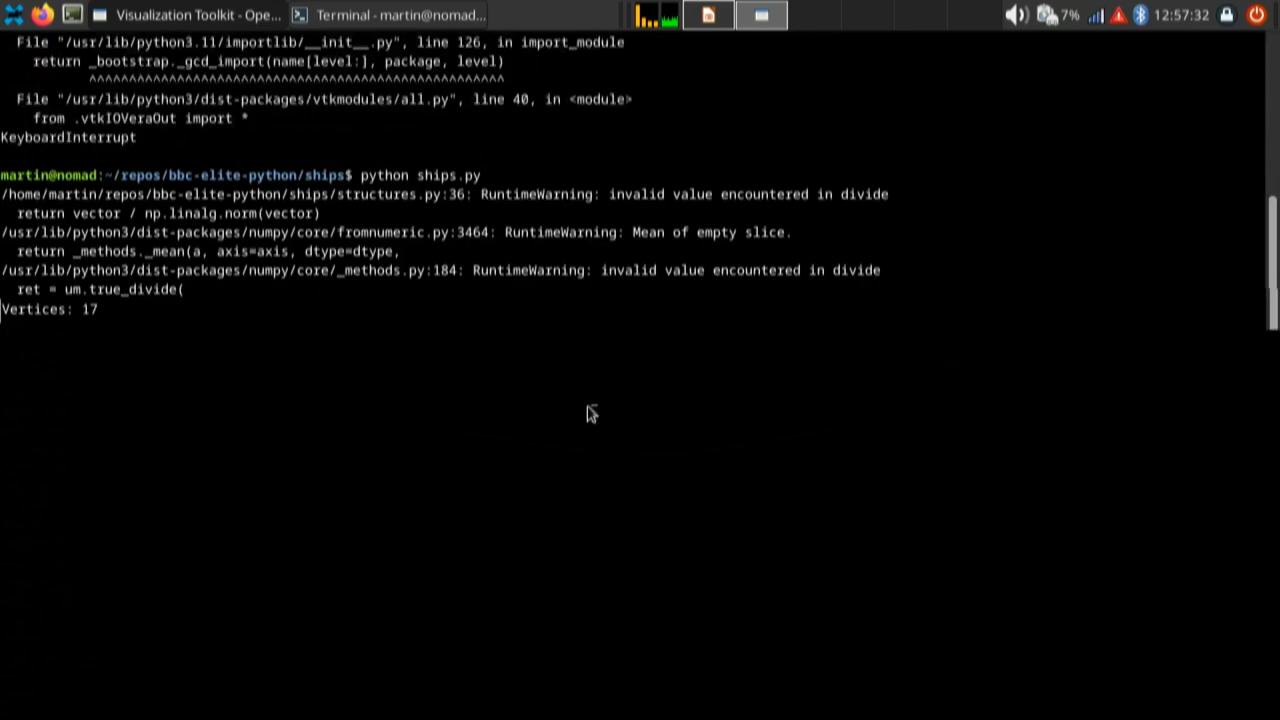 Visualization Toolkit - Ope... Terminal - martin@nomad... 7% 12:57:32
File "/usr/lib/python3.11/importlib/__init__.py", line 126, in import_module
return _bootstrap._gcd_import(name[level:], package, level)
^^^^^^^^^^^^^^^^^^^^^^^^^^^^^^^^^^^^^^^^^^^^^^^^^^^^
File "/usr/lib/python3/dist-packages/vtkmodules/all.py", line 40, in <module>
from .vtkIOVeraOut import *
KeyboardInterrupt
martin@nomad:~/repos/bbc-elite-python/ships$ python ships.py
/home/martin/repos/bbc-elite-python/ships/structures.py:36: RuntimeWarning: invalid value encountered in divide
return vector / np.linalg.norm(vector)
/usr/lib/python3/dist-packages/numpy/core/fromnumeric.py:3464: RuntimeWarning: Mean of empty slice.
return _methods._mean(a, axis=axis, dtype=dtype,
/usr/lib/python3/dist-packages/numpy/core/_methods.py:184: RuntimeWarning: invalid value encountered in divide
ret = um.true_divide(
Vertices: 17